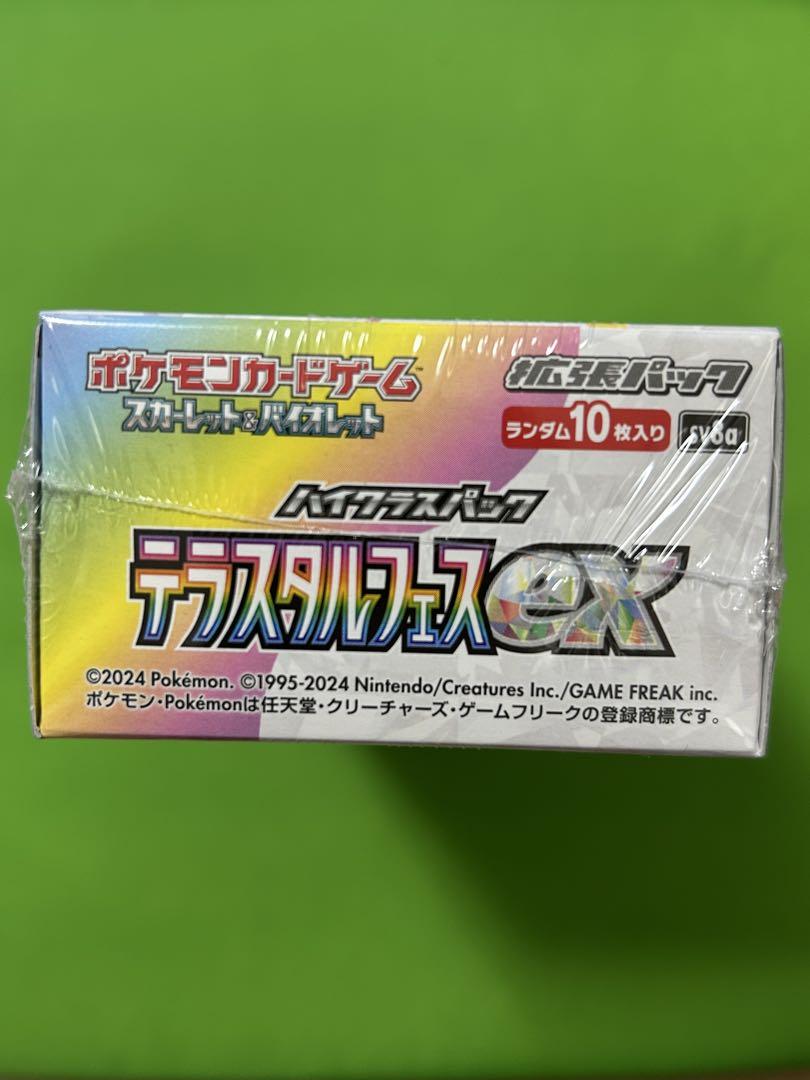 ポケモンカードゲーム™
拡張パック
スカーレット&バイオレット
ランダム10枚入り
sv8a
ハイクラスパック
テラスタルフェスex
©2024 Pokémon. ©1995-2024 Nintendo/Creatures Inc./GAME FREAK inc.
ポケモン・Pokémonは任天堂・クリーチャーズ・ゲームフリークの登録商標です。